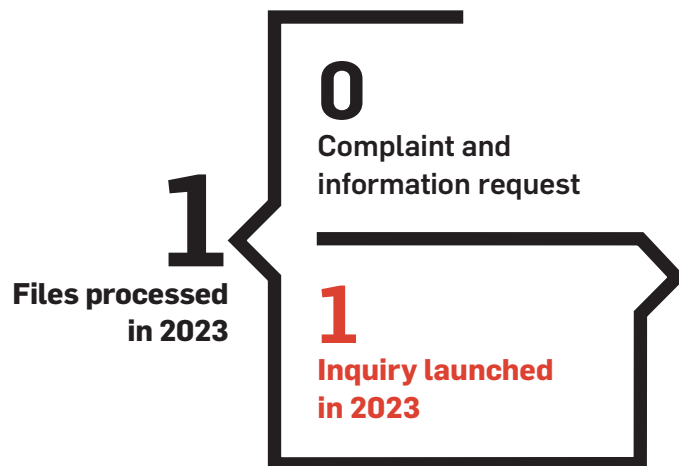 1
Files processed
in 2023
0
Complaint and
information request
1
Inquiry launched
in 2023